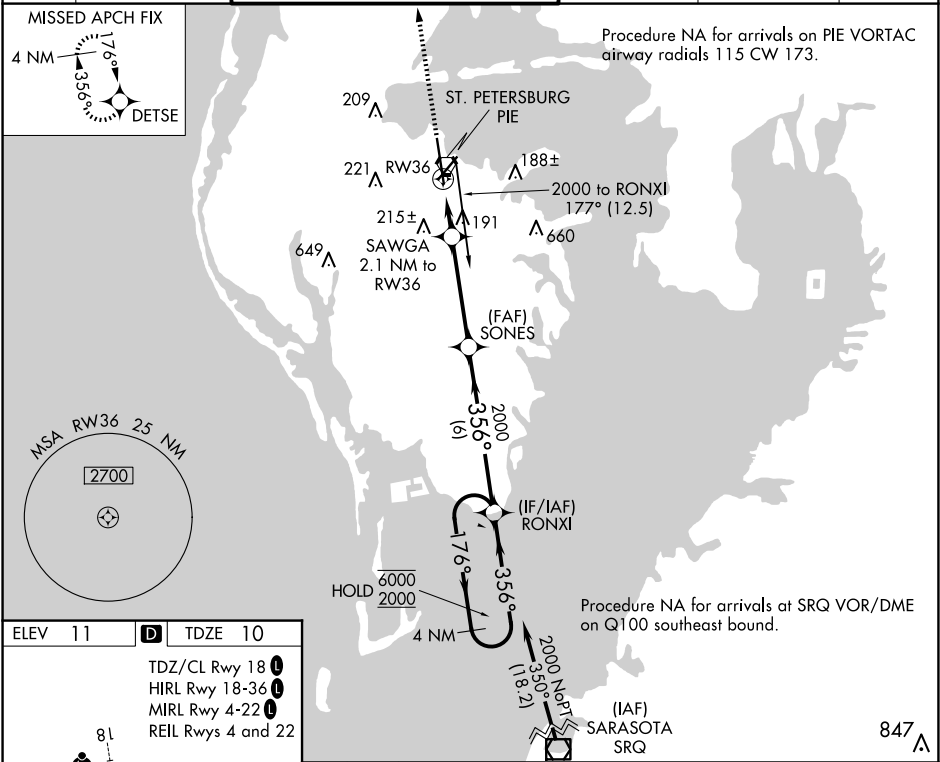 MISSED APCH FIX
4 NM
176°
356°
DETSE
Procedure NA for arrivals on PIE VORTAC
airway radials 115 CW 173.
209
ST. PETERSBURG
PIE
221
RW36
188±
2000 to RONXI
177° (12.5)
215±
191
660
649
SAWGA
2.1 NM to
RW36
(FAF)
SONES
2000
356°
(6)
MSA RW36 25 NM
2700
(IF/IAF)
RONXI
176°
356°
HOLD
6000
2000
4 NM
Procedure NA for arrivals at SRQ VOR/DME
on Q100 southeast bound.
2000 NoPT
350°
(18.2)
(IAF)
SARASOTA
SRQ
847
ELEV 11 D TDZE 10
TDZ/CL Rwy 18 L
HIRL Rwy 18-36 L
MIRL Rwy 4-22 L
REIL Rwys 4 and 22
18